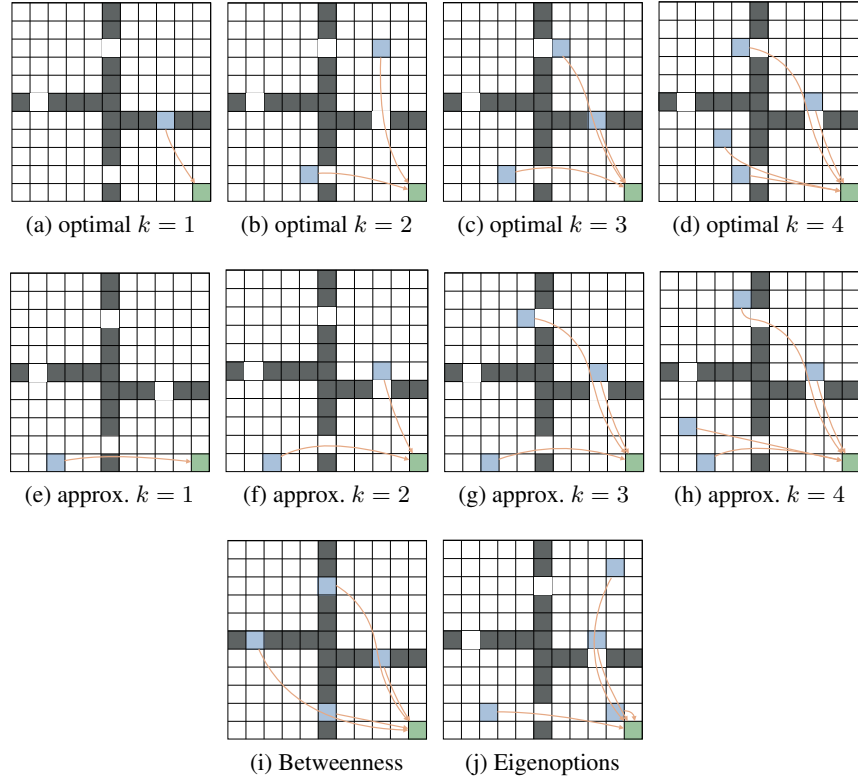 (a) optimal k = 1
(b) optimal k = 2
(c) optimal k = 3
(d) optimal k = 4
(e) approx. k = 1
(f) approx. k = 2
(g) approx. k = 3
(h) approx. k = 4
(i) Betweenness
(j) Eigenoptions